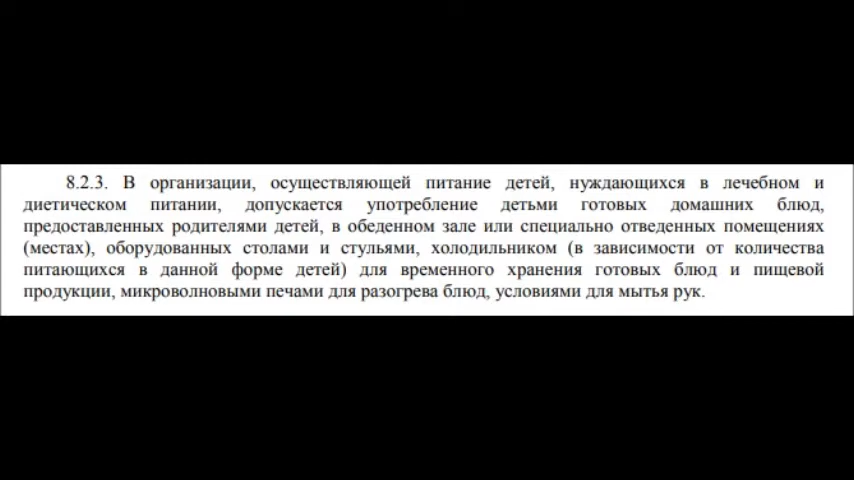 8.2.3. В организации, осуществляющей питание детей, нуждающихся в лечебном и
диетическом питании, допускается употребление детьми готовых домашних блюд,
предоставленных родителями детей, в обеденном зале или специально отведенных помещениях
(местах), оборудованных столами и стульями, холодильником (в зависимости от количества
питающихся в данной форме детей) для временного хранения готовых блюд и пищевой
продукции, микроволновыми печами для разогрева блюд, условиями для мытья рук.